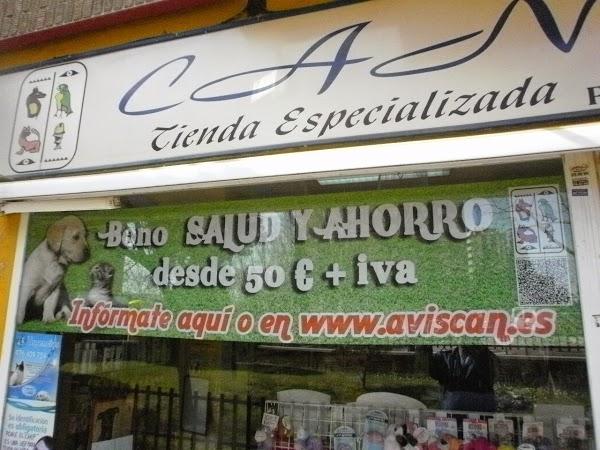 CAN
Tienda Especializada
Bono SALUD Y AHORRO
desde 50 € + iva
Infórmate aquí o en www.aviscan.es